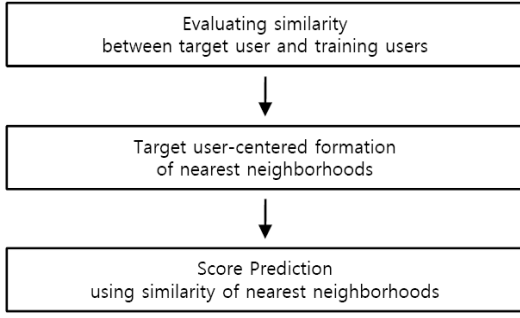 Evaluating similarity
between target user and training users
Target user-centered formation
of nearest neighborhoods
Score Prediction
using similarity of nearest neighborhoods